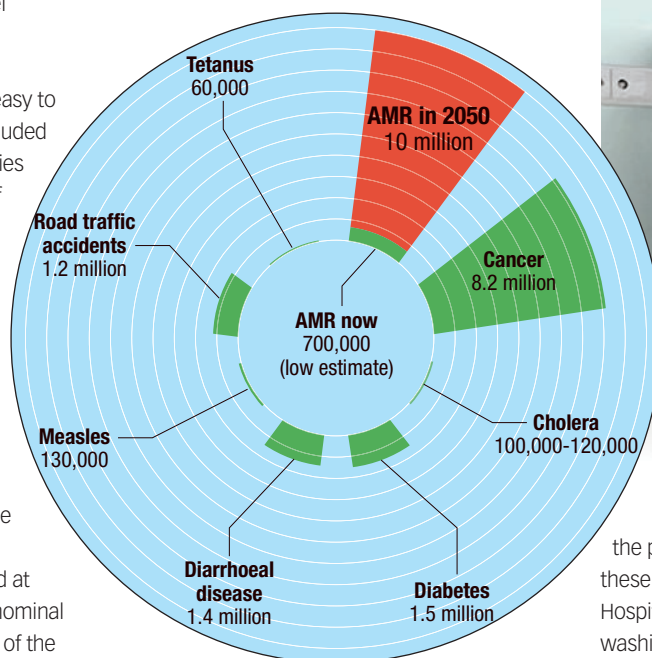 easy to
uded
ies
Tetanus
60,000
AMR in 2050
10 million
Road traffic
accidents
1.2 million
Cancer
8.2 million
AMR now
700,000
(low estimate)
Measles
130,000
Cholera
100,000-120,000
Diarrhoeal
disease
1.4 million
Diabetes
1.5 million
e
d at
nominal
of the
the p
these
Hospi
washi